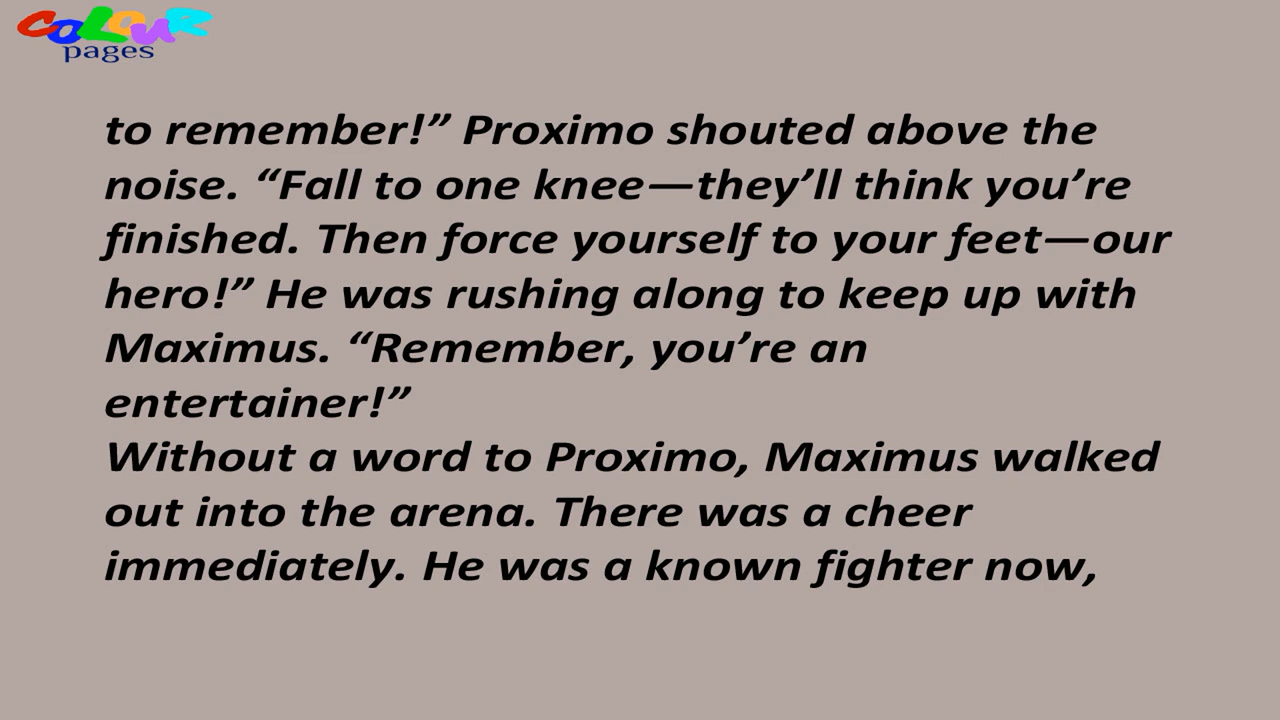 COLOUR
pages
to remember!” Proximo shouted above the
noise. “Fall to one knee—they’ll think you’re
finished. Then force yourself to your feet—our
hero!” He was rushing along to keep up with
Maximus. “Remember, you’re an
entertainer!”
Without a word to Proximo, Maximus walked
out into the arena. There was a cheer
immediately. He was a known fighter now,